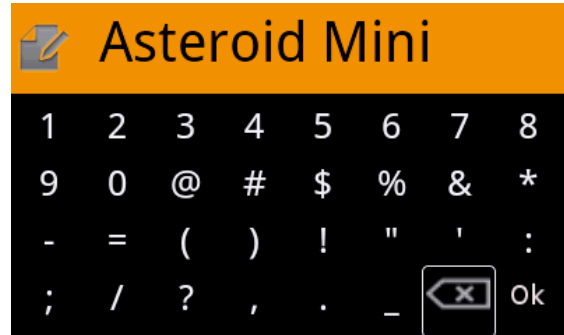 Asteroid Mini
1 2 3 4 5 6 7 8
9 0 @ # $ % & *
- = ( ) ! " ' :
; / ? , . _ Ok